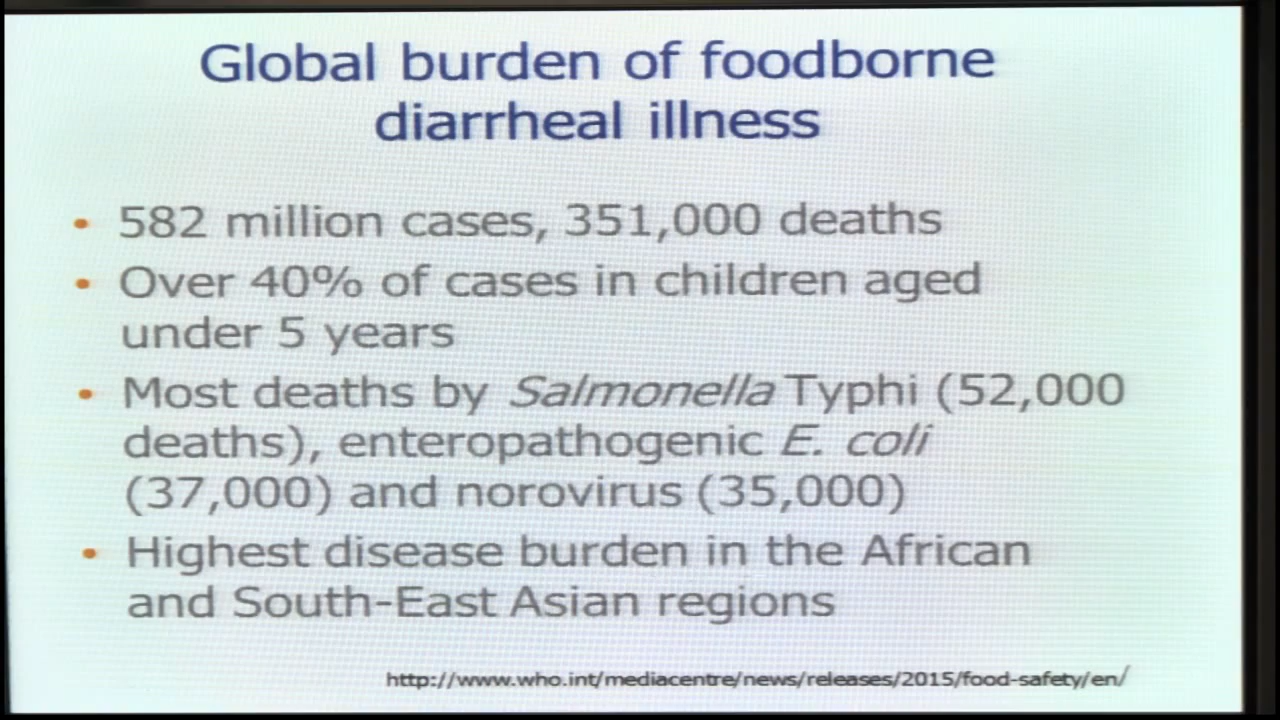 Global burden of foodborne
diarrheal illness
• 582 million cases, 351,000 deaths
• Over 40% of cases in children aged
under 5 years
• Most deaths by Salmonella Typhi (52,000
deaths), enteropathogenic E. coli
(37,000) and norovirus (35,000)
• Highest disease burden in the African
and South-East Asian regions
http://www.who.int/mediacentre/news/releases/2015/food-safety/en/